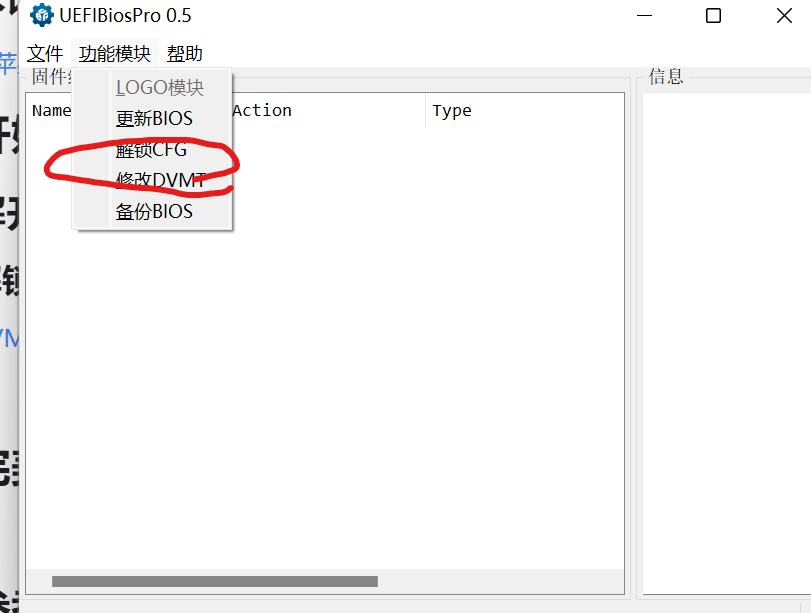 UEFIBiosPro 0.5
文件 功能模块 帮助
固件 信息
LOGO模块
Name Action Type
更新BIOS
解锁CFG
修改DVMT
备份BIOS